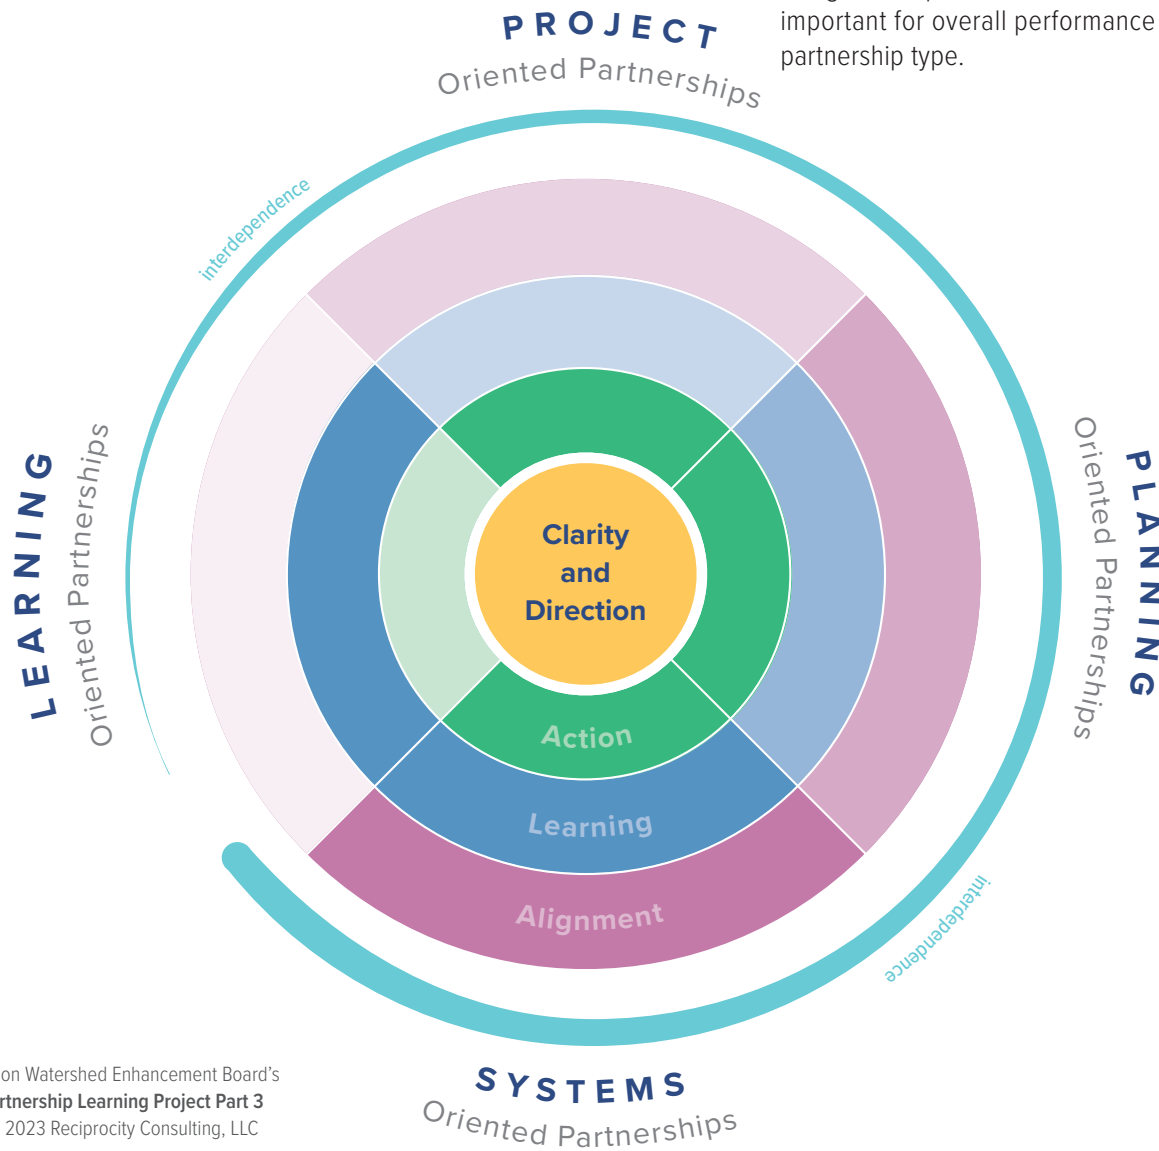 important for overall performance
partnership type.
PROJECT
Oriented Partnerships
interdependence
LEARNING
Oriented Partnerships
PLANNING
Oriented Partnerships
Clarity
and
Direction
Action
Learning
Alignment
interdependence
SYSTEMS
Oriented Partnerships
on Watershed Enhancement Board's
rtnership Learning Project Part 3
2023 Reciprocity Consulting, LLC